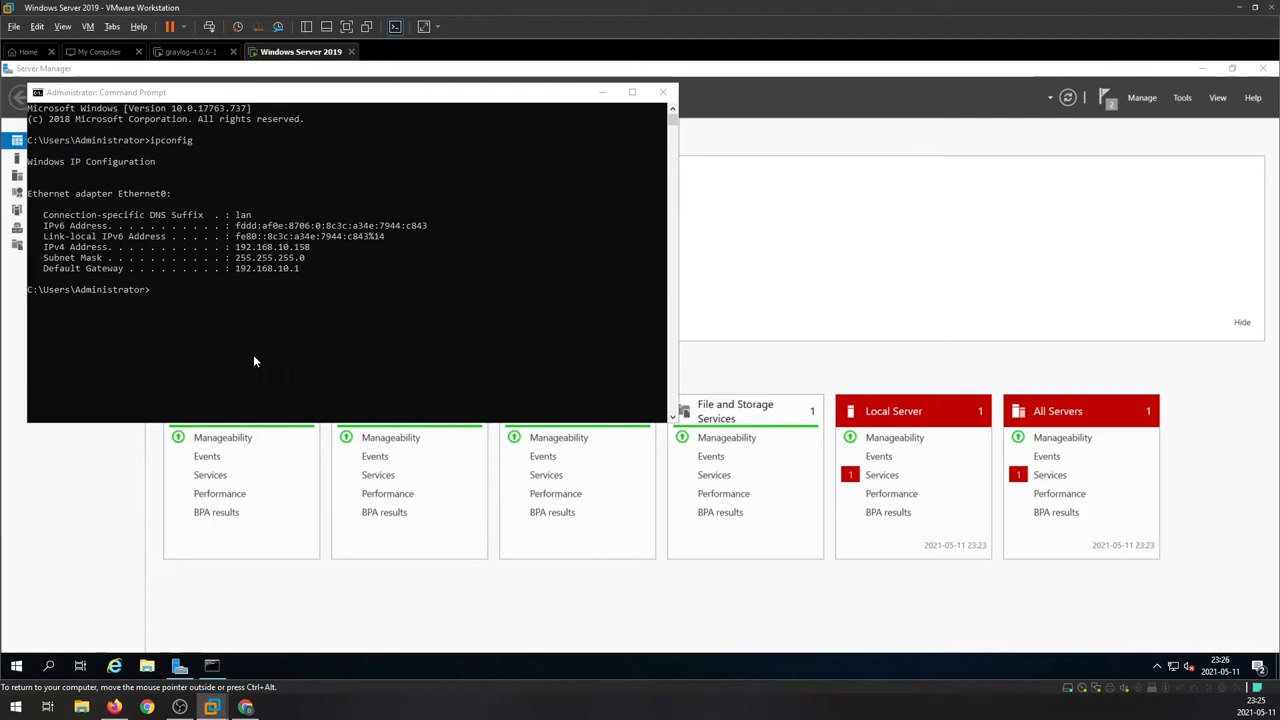 Windows Server 2019 - VMware Workstation
File Edit View VM Tabs Help
Home My Computer graylog-4.0.6-1 Windows Server 2019
Server Manager
Administrator: Command Prompt
Manage Tools View Help
2
Microsoft Windows [Version 10.0.17763.737]
(c) 2018 Microsoft Corporation. All rights reserved.
C:\Users\Administrator>ipconfig
Windows IP Configuration
Ethernet adapter Ethernet0:
Connection-specific DNS Suffix . : lan
IPv6 Address. . . . . . . . . . . : fddd:af0e:8706:0:8c3c:a34e:7944:c843
Link-local IPv6 Address . . . . . : fe80::8c3c:a34e:7944:c843%14
IPv4 Address. . . . . . . . . . . : 192.168.10.158
Subnet Mask . . . . . . . . . . . : 255.255.255.0
Default Gateway . . . . . . . . . : 192.168.10.1
C:\Users\Administrator>
Hide
File and Storage Services 1
Local Server 1
All Servers 1
Manageability Manageability Manageability Manageability Manageability Manageability
Events Events Events Events Events Events
Services Services Services Services 1 Services 1 Services
Performance Performance Performance Performance Performance Performance
BPA results BPA results BPA results BPA results BPA results BPA results
2021-05-11 23:23 2021-05-11 23:23
23:26
2021-05-11
2
To return to your computer, move the mouse pointer outside or press Ctrl+Alt.
23:25
2021-05-11